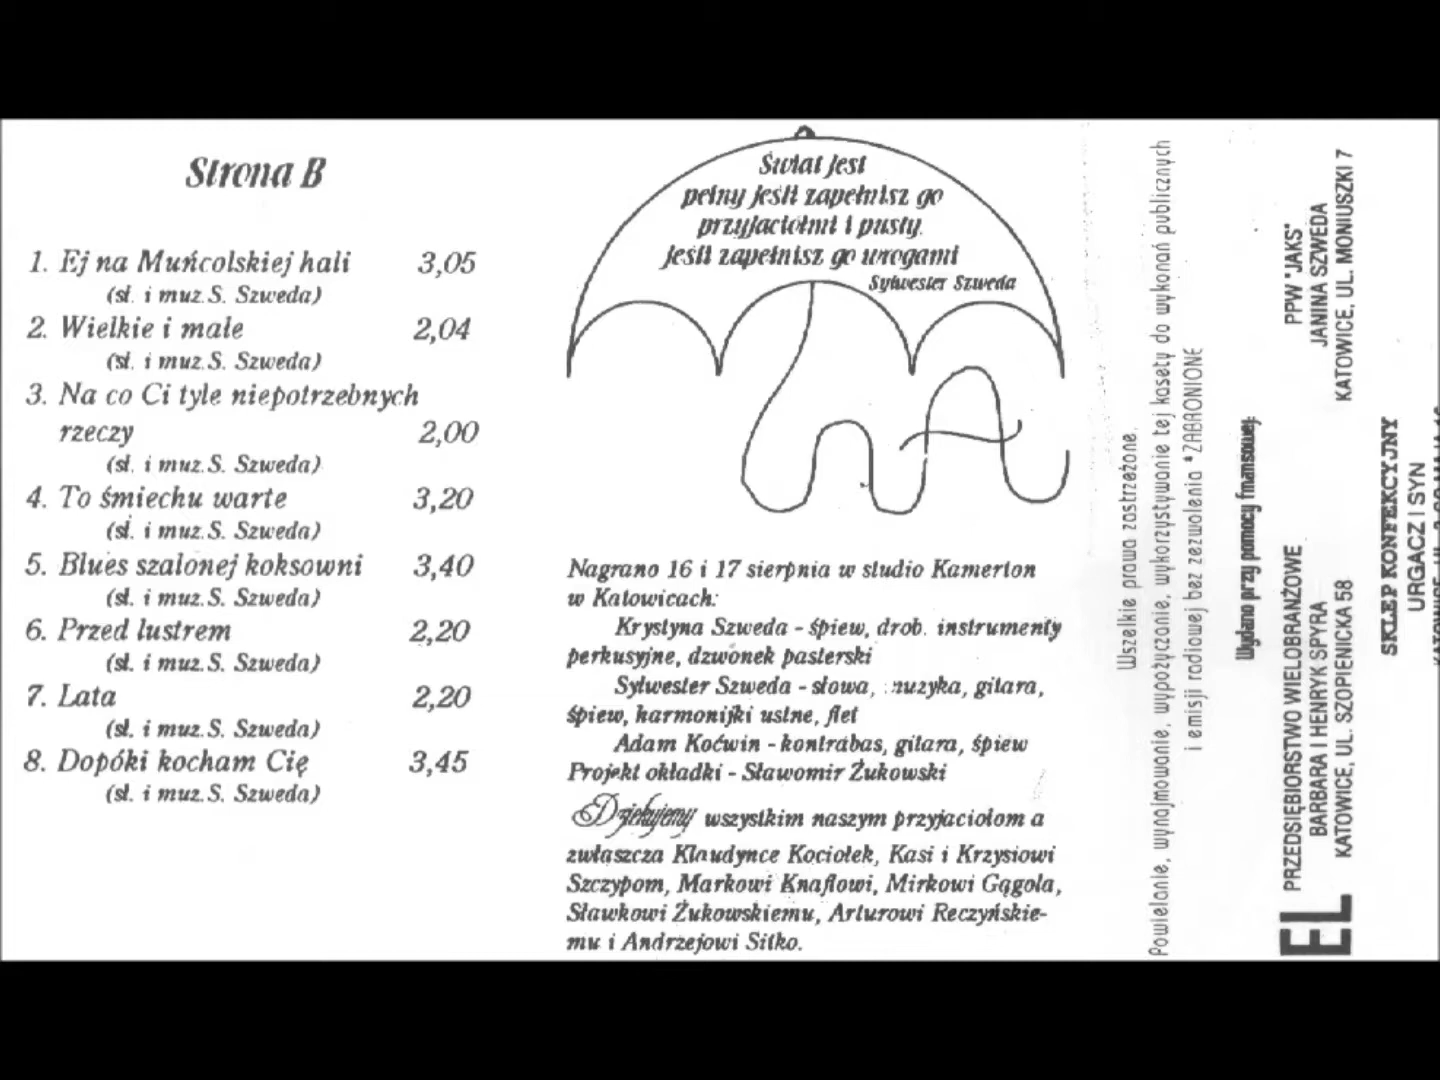 Strona B
1. Ej na Muńcolskiej hali 3,05
(sł. i muz.S. Szweda)
2. Wielkie i małe 2,04
(sł. i muz.S. Szweda)
3. Na co Ci tyle niepotrzebnych
rzeczy 2,00
(sł. i muz.S. Szweda)
4. To śmiechu warte 3,20
(sł. i muz.S. Szweda)
5. Blues szalonej koksowni 3,40
(sł. i muz.S. Szweda)
6. Przed lustrem 2,20
(sł. i muz.S. Szweda)
7. Lata 2,20
(sł. i muz.S. Szweda)
8. Dopóki kocham Cię 3,45
(sł. i muz.S. Szweda)
Świat jest
pełny jeśli zapełnisz go
przyjaciółmi i pusty,
jeśli zapełnisz go wrogami
Sylwester Szweda
Nagrano 16 i 17 sierpnia w studio Kamerton
w Katowicach:
Krystyna Szweda - śpiew, drob. instrumenty
perkusyjne, dzwonek pasterski
Sylwester Szweda - słowa, muzyka, gitara,
śpiew, harmonijki ustne, flet
Adam Koćwin - kontrabas, gitara, śpiew
Projekt okładki - Sławomir Żukowski
Dziękujemy wszystkim naszym przyjaciołom a
zwłaszcza Klaudynce Kociołek, Kasi i Krzysiowi
Szczypom, Markowi Knaflowi, Mirkowi Gągola,
Sławkowi Żukowskiemu, Arturowi Reczyńskie-
mu i Andrzejowi Sitko.
Wszelkie prawa zastrzeżone.
Powielanie, wynajmowanie, wypożyczanie, wykorzystywanie tej kasety do wykonań publicznych
i emisji radiowej bez zezwolenia *ZABRONIONE
Wydano przy pomocy finansowej:
EL
PRZEDSIĘBIORSTWO WIELOBRANŻOWE
BARBARA I HENRYK SPYRA
KATOWICE, UL. SZOPIENICKA 58
PPW "JAKS"
JANINA SZWEDA
KATOWICE, UL. MONIUSZKI 7
SKLEP KONFEKCYJNY
URGACZ I SYN